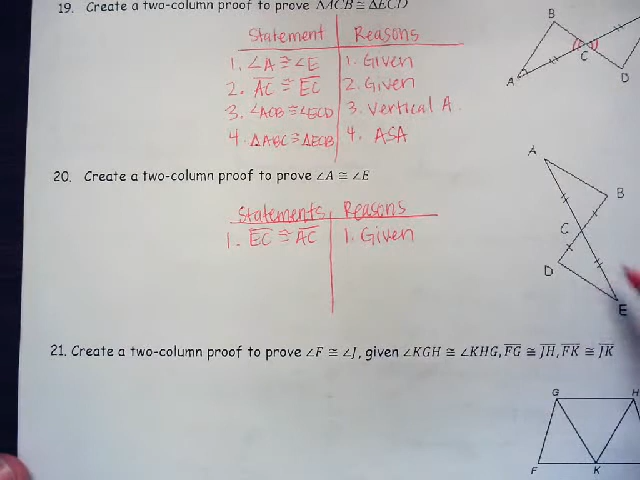 19. Create a two-column proof to prove ΔACB ≅ ΔECD
Statement Reasons
1. ∠A ≅ ∠E 1. Given
2. AC ≅ EC 2. Given
3. ∠ACB ≅ ∠ECD 3. Vertical A.
4. ΔABC ≅ ΔECB 4. ASA
B
C
A
D
20. Create a two-column proof to prove ∠A ≅ ∠E
Statements Reasons
1. EC ≅ AC 1. Given
A
B
C
D
E
21. Create a two-column proof to prove ∠F ≅ ∠J, given ∠KGH ≅ ∠KHG, FG ≅ JH, FK ≅ JK
G H
F K